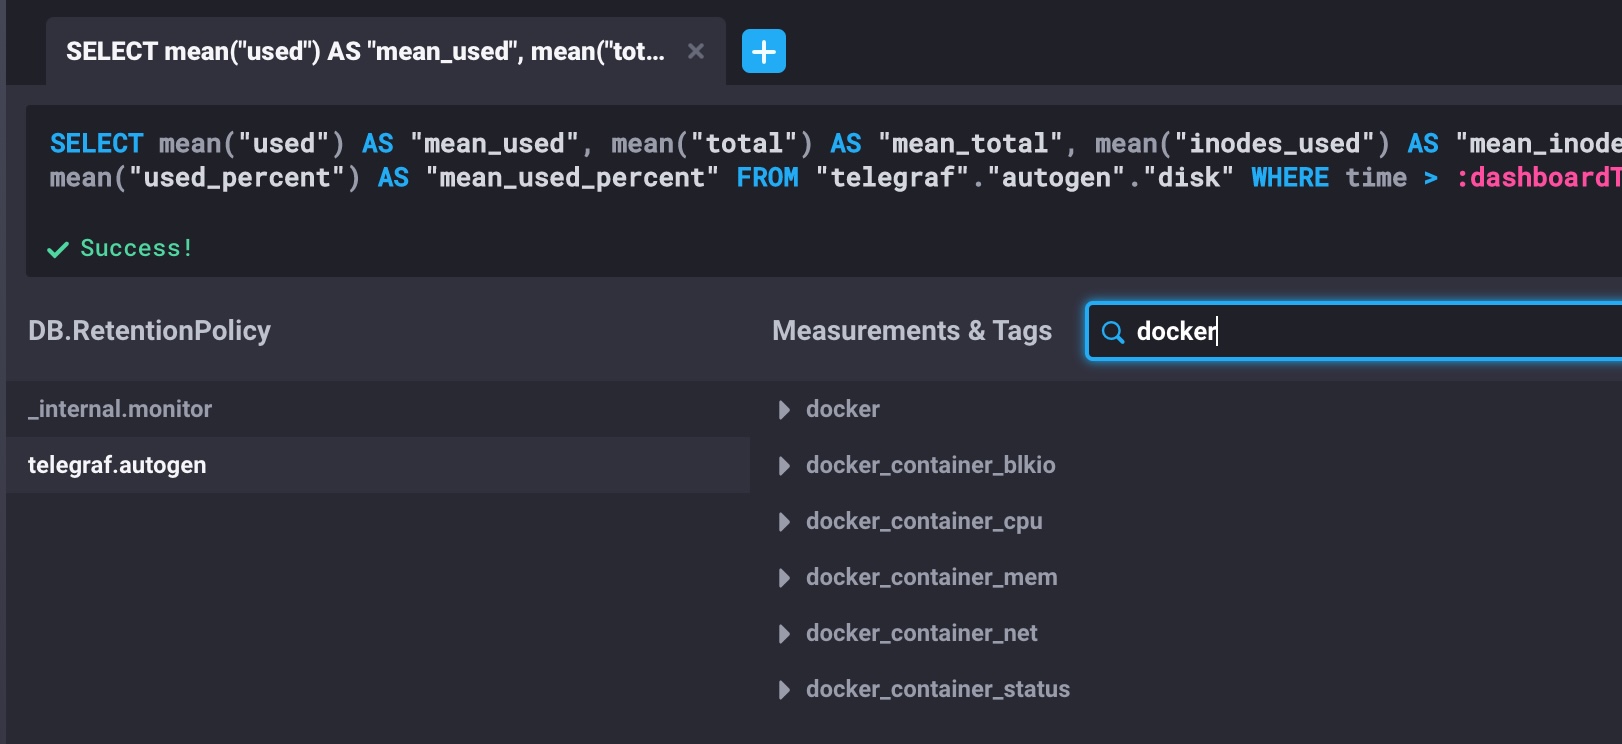 SELECT mean("used") AS "mean_used", mean("tot...
SELECT mean("used") AS "mean_used", mean("total") AS "mean_total", mean("inodes_used") AS "mean_inode
mean("used_percent") AS "mean_used_percent" FROM "telegraf"."autogen"."disk" WHERE time > :dashboardT
Success!
DB.RetentionPolicy
Measurements & Tags
docker
_internal.monitor
telegraf.autogen
docker
docker_container_blkio
docker_container_cpu
docker_container_mem
docker_container_net
docker_container_status